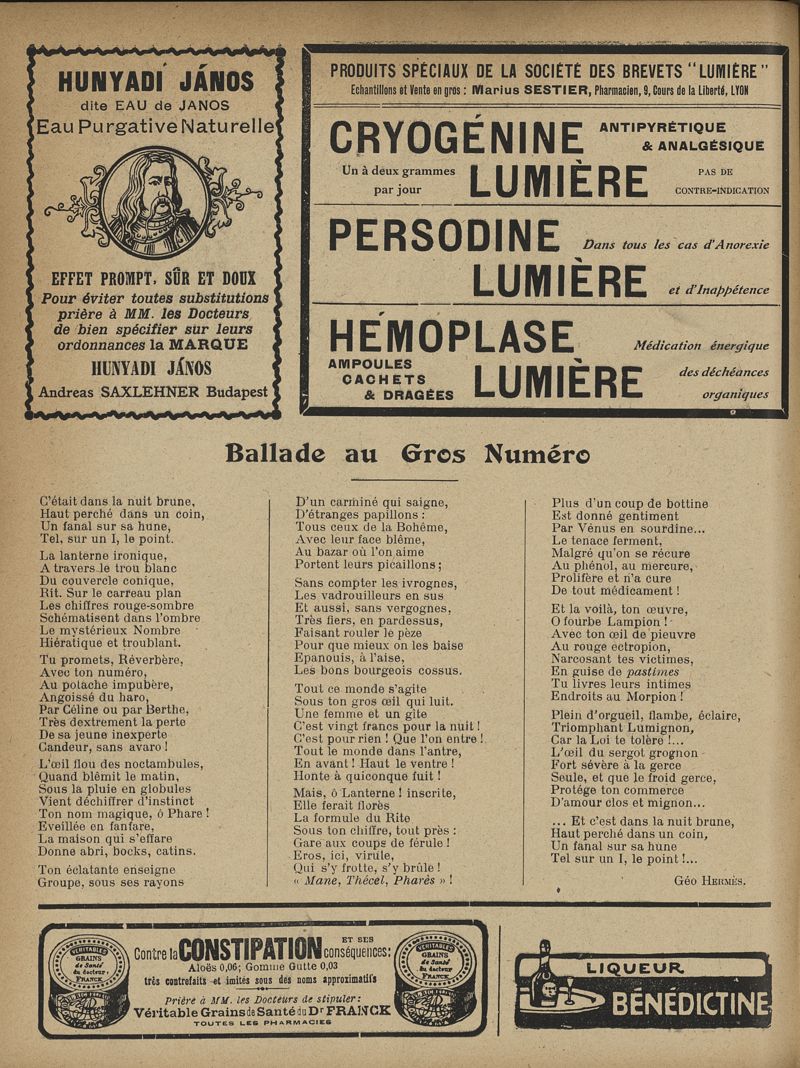 HUNYADI JÁNOS
dite EAU de JANOS
Eau Purgative Naturelle
EFFET PROMPT, SÛR ET DOUX
Pour éviter toutes substitutions
prière à MM. les Docteurs
de bien spécifier sur leurs
ordonnances la MARQUE
HUNYADI JÁNOS
Andreas SAXLEHNER Budapest
PRODUITS SPÉCIAUX DE LA SOCIÉTÉ DES BREVETS "LUMIÈRE"
Echantillons et Vente en gros : Marius SESTIER, Pharmacien, 9, Cours de la Liberté, LYON
CRYOGÉNINE ANTIPYRÉTIQUE
& ANALGÉSIQUE
Un à deux grammes
par jour
LUMIÈRE
PAS DE
CONTRE-INDICATION
PERSODINE Dans tous les cas d'Anorexie
LUMIÈRE et d'Inappétence
HÉMOPLASE Médication énergique
AMPOULES
CACHETS
& DRAGÉES
LUMIÈRE
des déchéances
organiques
Ballade au Gros Numéro
C'était dans la nuit brune,
Haut perché dans un coin,
Un fanal sur sa hune,
Tel, sur un I, le point.
La lanterne ironique,
A travers le trou blanc
Du couvercle conique,
Rit. Sur le carreau plan
Les chiffres rouge-sombre
Schématisent dans l'ombre
Le mystérieux Nombre
Hiératique et troublant.
Tu promets, Réverbère,
Avec ton numéro,
Au potache impubère,
Angoissé du haro,
Par Céline ou par Berthe,
Très dextrement la perte
De sa jeune inexperte
Candeur, sans avaro !
L'œil flou des noctambules,
Quand blêmit le matin,
Sous la pluie en globules
Vient déchiffrer d'instinct
Ton nom magique, ô Phare !
Eveillée en fanfare,
La maison qui s'effare
Donne abri, bocks, catins.
Ton éclatante enseigne
Groupe, sous ses rayons
D'un carminé qui saigne,
D'étranges papillons :
Tous ceux de la Bohême,
Avec leur face blême,
Au bazar où l'on aime
Portent leurs picaillons ;
Sans compter les ivrognes,
Les vadrouilleurs en sus
Et aussi, sans vergognes,
Très fiers, en pardessus,
Faisant rouler le pèze
Pour que mieux on les baise
Epanouis, à l'aise,
Les bons bourgeois cossus.
Tout ce monde s'agite
Sous ton gros œil qui luit.
Une femme et un gîte
C'est vingt francs pour la nuit !
C'est pour rien ! Que l'on entre !
Tout le monde dans l'antre,
En avant ! Haut le ventre !
Honte à quiconque fuit !
Mais, ô Lanterne ! inscrite,
Elle ferait florès
La formule du Rite
Sous ton chiffre, tout près :
Gare aux coups de férule !
Eros, ici, virule,
Qui s'y frotte, s'y brûle !
« Mane, Thécel, Pharès » !
Plus d'un coup de bottine
Est donné gentiment
Par Vénus en sourdine...
Le tenace ferment,
Malgré qu'on se récure
Au phénol, au mercure,
Prolifère et n'a cure
De tout médicament !
Et la voilà, ton œuvre,
O fourbe Lampion !
Avec ton œil de pieuvre
Au rouge ectropion,
Narcosant tes victimes,
En guise de pastimes
Tu livres leurs intimes
Endroits au Morpion !
Plein d'orgueil, flambe, éclaire,
Triomphant Lumignon,
Car la Loi te tolère !...
L'œil du sergot grognon
Fort sévère à la gerce
Seule, et que le froid gerce,
Protége ton commerce
D'amour clos et mignon...
... Et c'est dans la nuit brune,
Haut perché dans un coin,
Un fanal sur sa hune
Tel sur un I, le point !...
Géo HERMÈS.
VÉRITABLES
GRAINS
de Santé
du docteur
FRANCK
Contre la CONSTIPATION ET SES conséquences :
Aloës 0,06 ; Gomme Gutte 0,03
très contrefaits et imités sous des noms approximatifs
Prière à MM. les Docteurs de stipuler :
Véritable Grains de Santé du Dr FRANCK
TOUTES LES PHARMACIES
VÉRITABLES
GRAINS
de Santé
du docteur
FRANCK
LIQUEUR
BÉNÉDICTINE